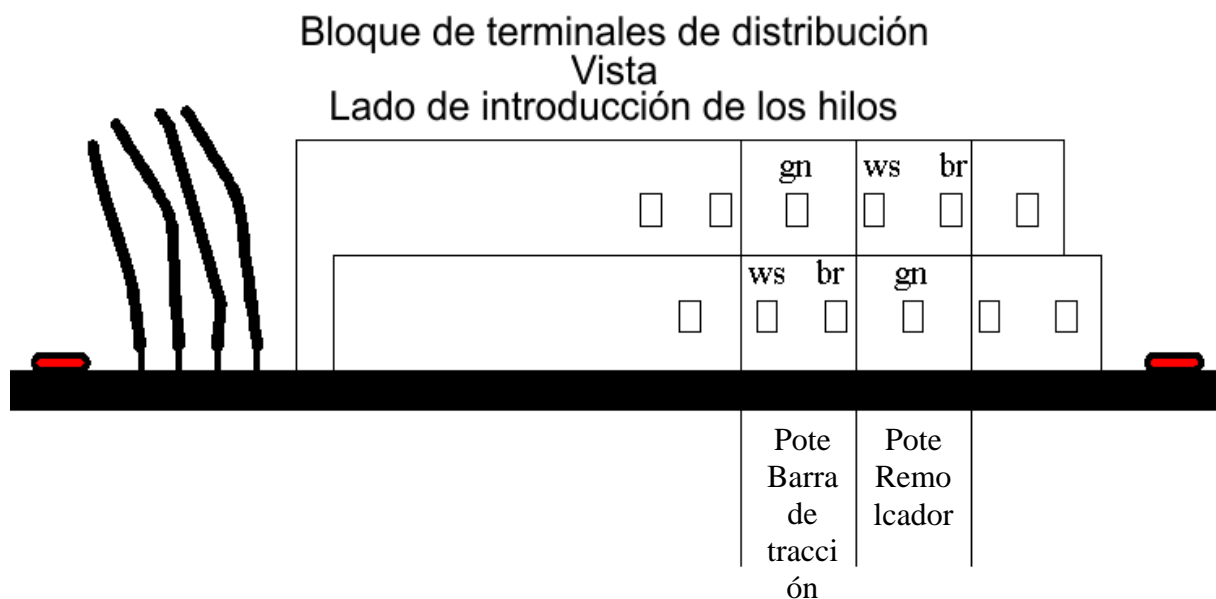 Bloque de terminales de distribución
Vista
Lado de introducción de los hilos
gn ws br
ws br gn
Pote
Barra
de
tracci
ón
Pote
Remo
lcador